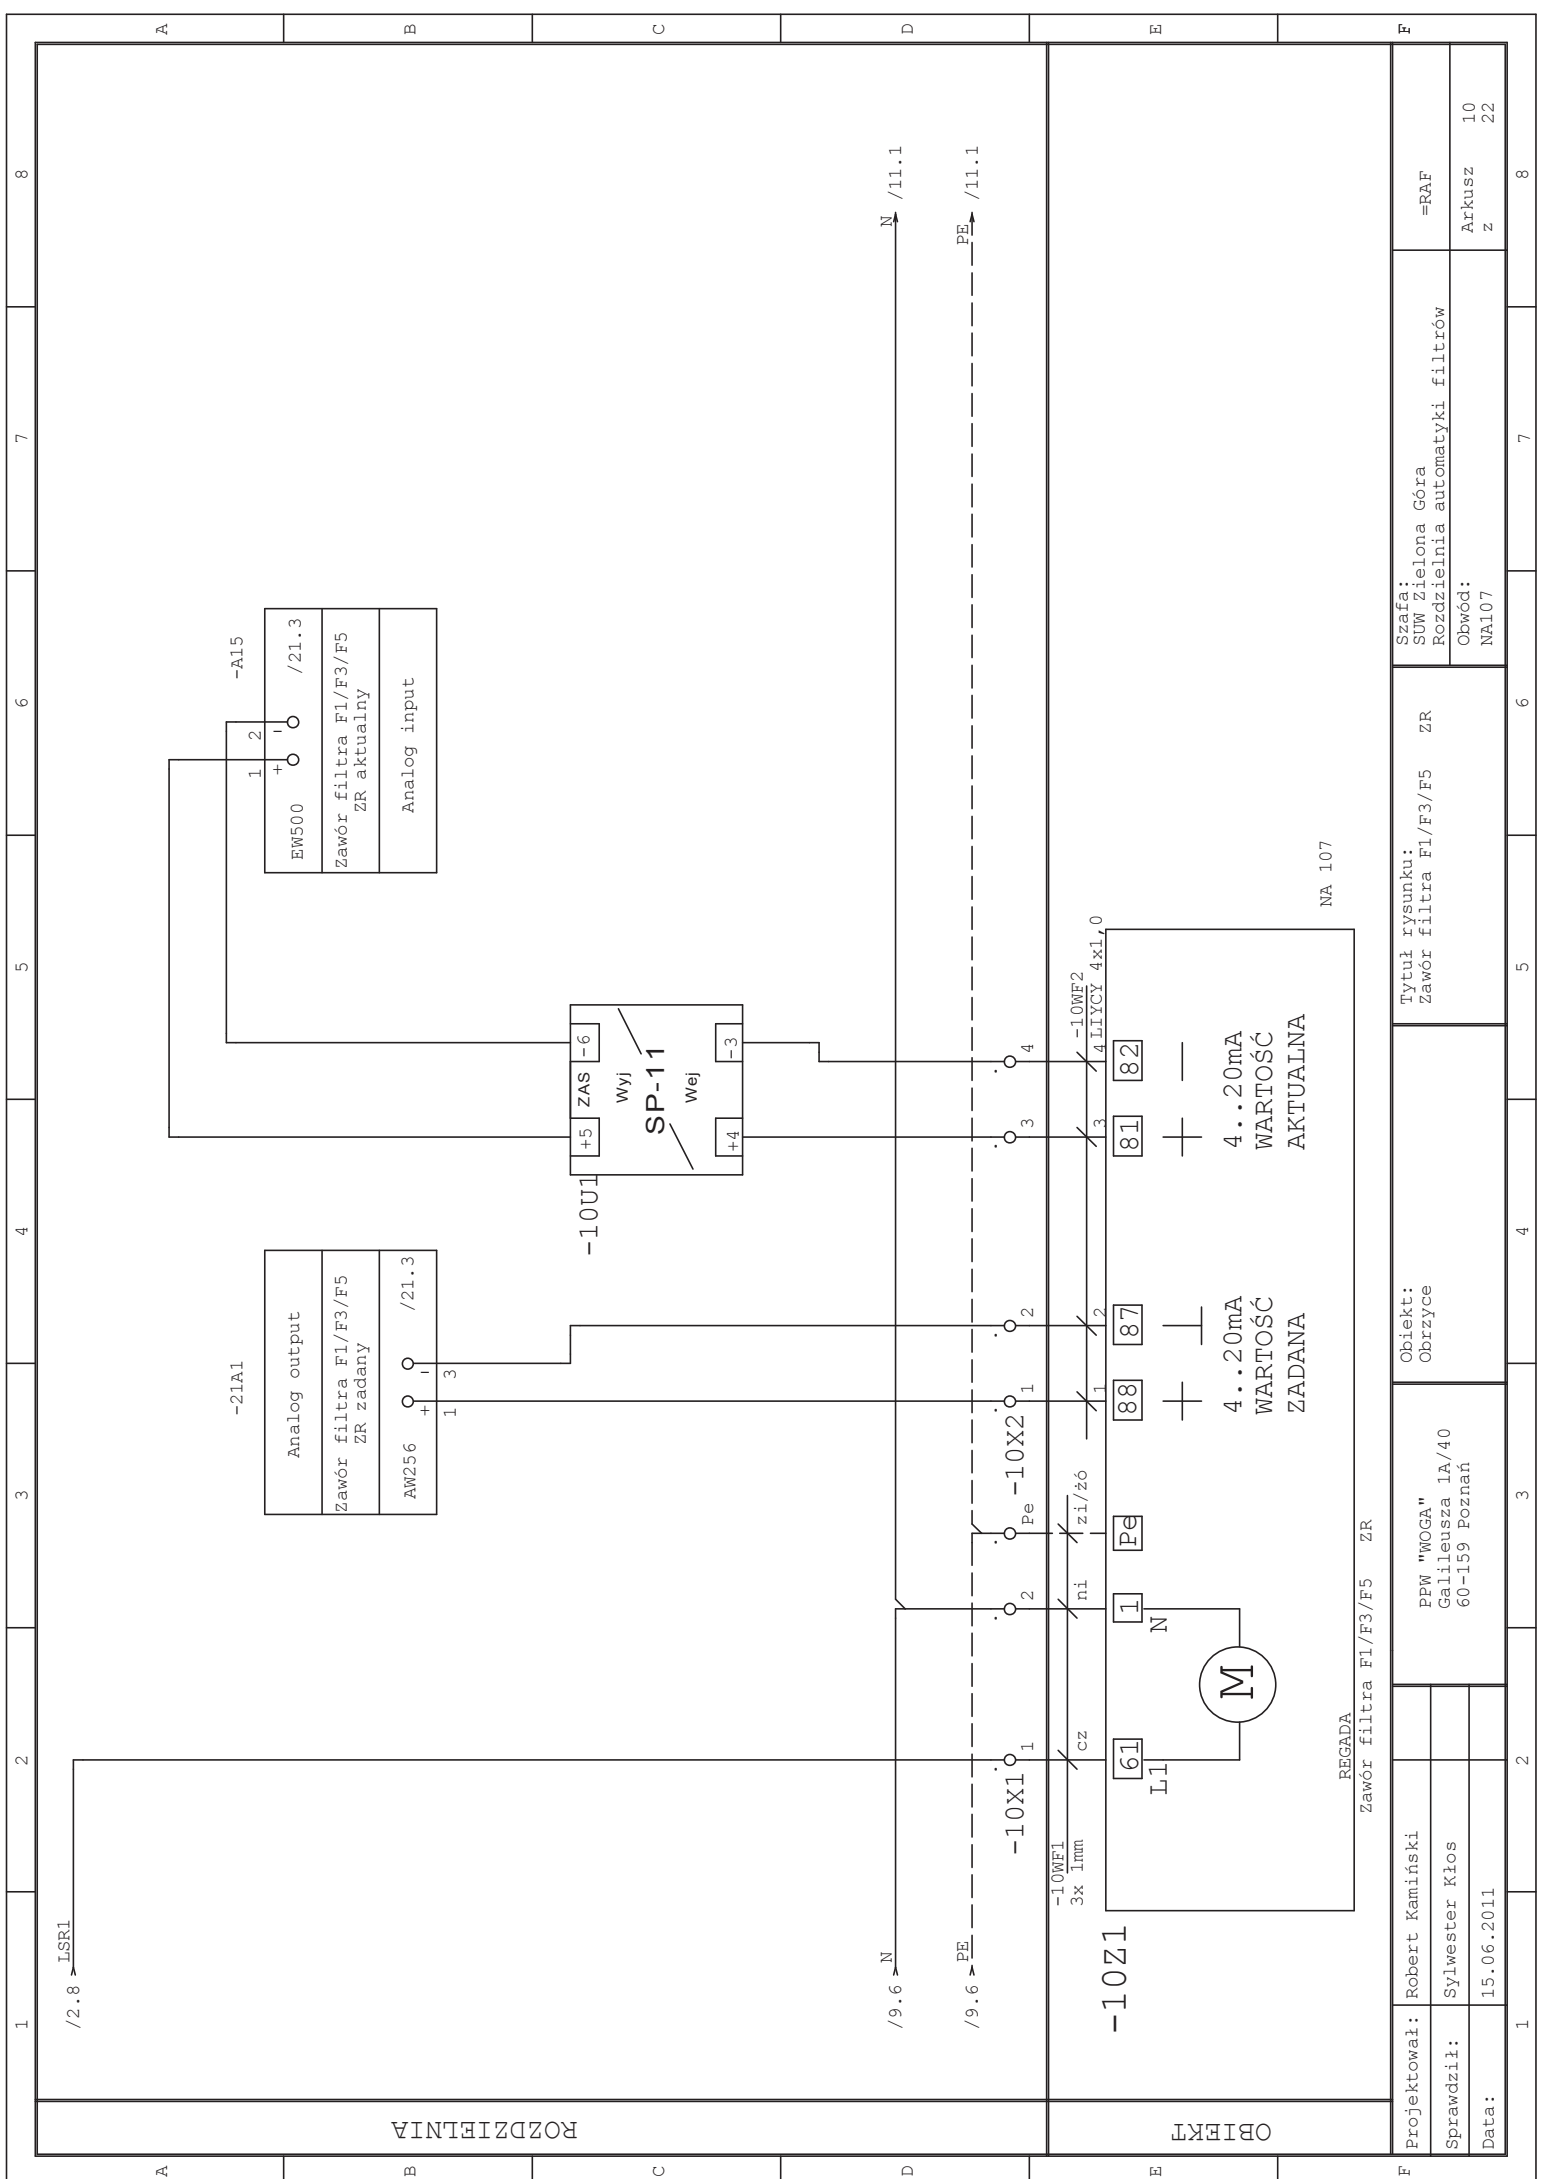 1
2
3
4
5
6
7
8
A
B
C
D
E
F
ROZDZIELNIA
OBIEKT
/2.8
LSR1
-21A1
Analog output
Zawór filtra F1/F3/F5
ZR zadany
AW256
/21.3
+
-
1
3
-A15
1
2
+
-
EW500
/21.3
Zawór filtra F1/F3/F5
ZR aktualny
Analog input
-10U1
+5
ZAS
-6
Wyj
SP-11
Wej
+4
-3
/9.6
N
N
/11.1
/9.6
PE
PE
/11.1
-10X1
1
2
Pe
-10X2
1
2
3
4
-10WF1
3x 1mm
cz
ni
zi/żó
-10WF2
LIYCY 4x1,0
1
2
3
4
-10Z1
61
1
Pe
88
87
81
82
L1
N
M
4..20mA
WARTOŚĆ
ZADANA
4..20mA
WARTOŚĆ
AKTUALNA
REGADA
Zawór filtra F1/F3/F5 ZR
NA 107
Projektował:
Robert Kamiński
Sprawdził:
Sylwester Kłos
Data:
15.06.2011
PPW "WOGA"
Galileusza 1A/40
60-159 Poznań
Obiekt:
Obrzyce
Tytuł rysunku:
Zawór filtra F1/F3/F5 ZR
Szafa:
SUW Zielona Góra
Rozdzielnia automatyki filtrów
Obwód:
NA107
=RAF
Arkusz 10
z 22
A
B
C
D
E
F
1
2
3
4
5
6
7
8